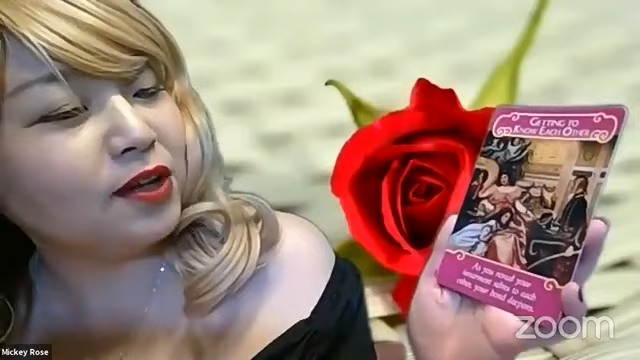 GETTING TO
KNOW EACH OTHER
As you reveal your
innermost selves to each
other, your bond deepens.
zoom
Mickey Rose